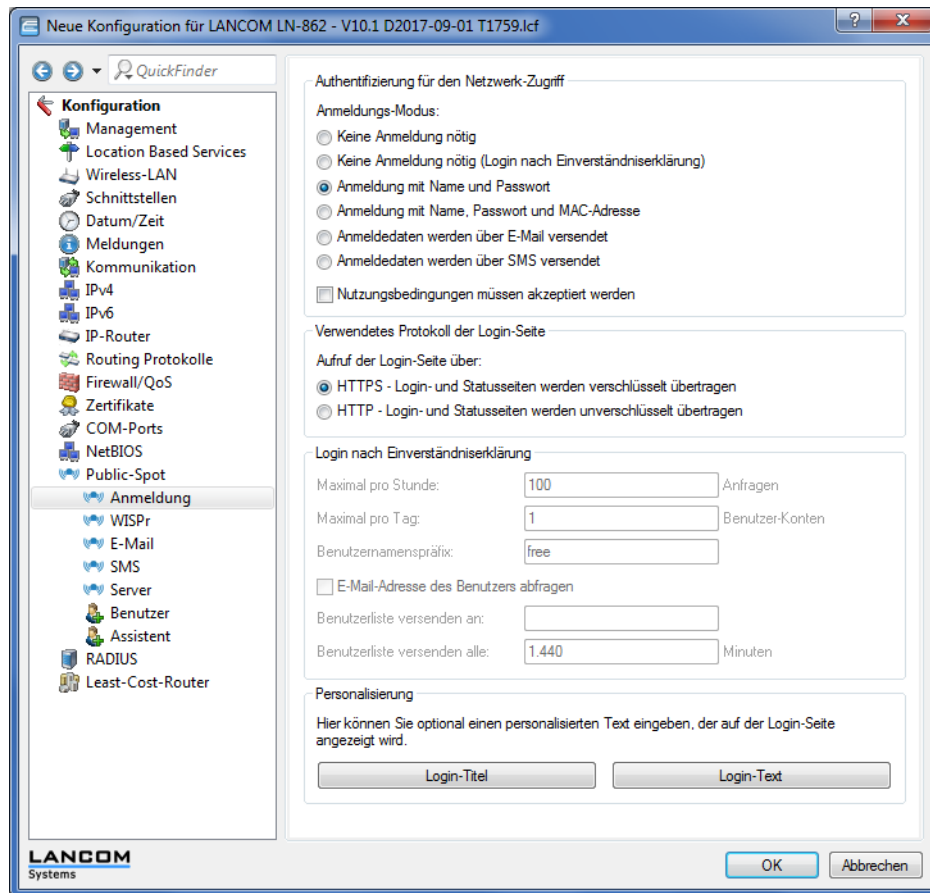 Neue Konfiguration für LANCOM LN-862 - V10.1 D2017-09-01 T1759.lcf
?
QuickFinder
Konfiguration
Management
Location Based Services
Wireless-LAN
Schnittstellen
Datum/Zeit
Meldungen
Kommunikation
IPv4
IPv6
IP-Router
Routing Protokolle
Firewall/QoS
Zertifikate
COM-Ports
NetBIOS
Public-Spot
Anmeldung
WISPr
E-Mail
SMS
Server
Benutzer
Assistent
RADIUS
Least-Cost-Router
Authentifizierung für den Netzwerk-Zugriff
Anmeldungs-Modus:
Keine Anmeldung nötig
Keine Anmeldung nötig (Login nach Einverständniserklärung)
Anmeldung mit Name und Passwort
Anmeldung mit Name, Passwort und MAC-Adresse
Anmeldedaten werden über E-Mail versendet
Anmeldedaten werden über SMS versendet
Nutzungsbedingungen müssen akzeptiert werden
Verwendetes Protokoll der Login-Seite
Aufruf der Login-Seite über:
HTTPS - Login- und Statusseiten werden verschlüsselt übertragen
HTTP - Login- und Statusseiten werden unverschlüsselt übertragen
Login nach Einverständniserklärung
Maximal pro Stunde: 100 Anfragen
Maximal pro Tag: 1 Benutzer-Konten
Benutzernamenspräfix: free
E-Mail-Adresse des Benutzers abfragen
Benutzerliste versenden an:
Benutzerliste versenden alle: 1.440 Minuten
Personalisierung
Hier können Sie optional einen personalisierten Text eingeben, der auf der Login-Seite
angezeigt wird.
Login-Titel Login-Text
LANCOM
Systems
OK Abbrechen